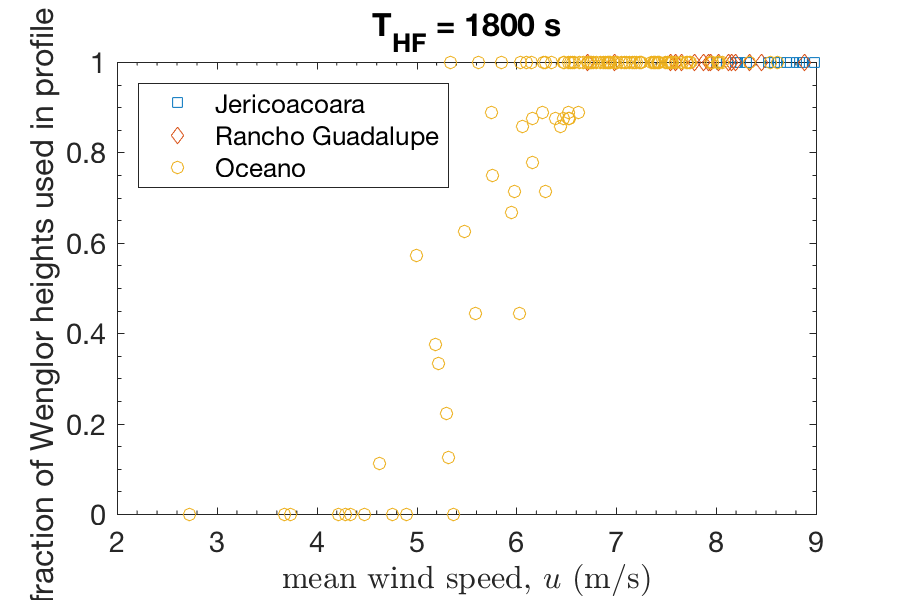 T_HF = 1800 s
fraction of Wenglor heights used in profile
1
0.8
0.6
0.4
0.2
0
Jericoacoara
Rancho Guadalupe
Oceano
2 3 4 5 6 7 8 9
mean wind speed, u (m/s)